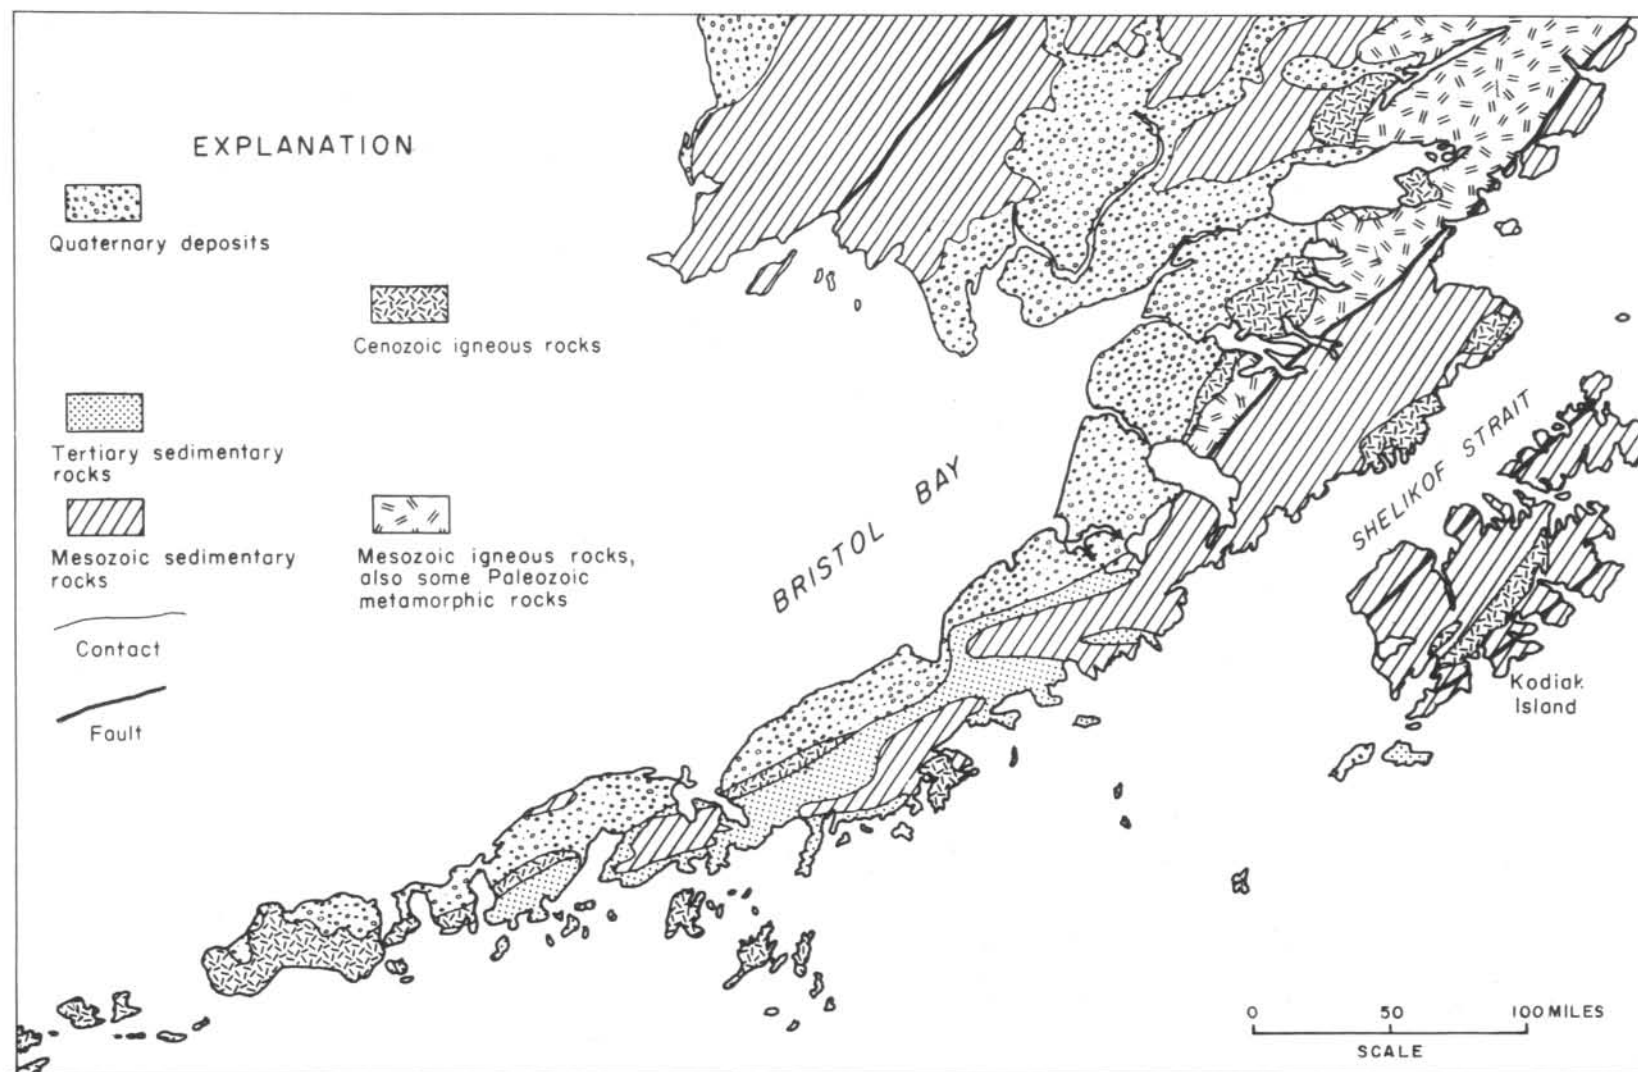 EXPLANATION
Quaternary deposits
Cenozoic igneous rocks
Tertiary sedimentary
rocks
Mesozoic sedimentary
rocks
Mesozoic igneous rocks,
also some Paleozoic
metamorphic rocks
Contact
Fault
BRISTOL BAY
SHELIKOF STRAIT
Kodiak
Island
0 50 100 MILES
SCALE